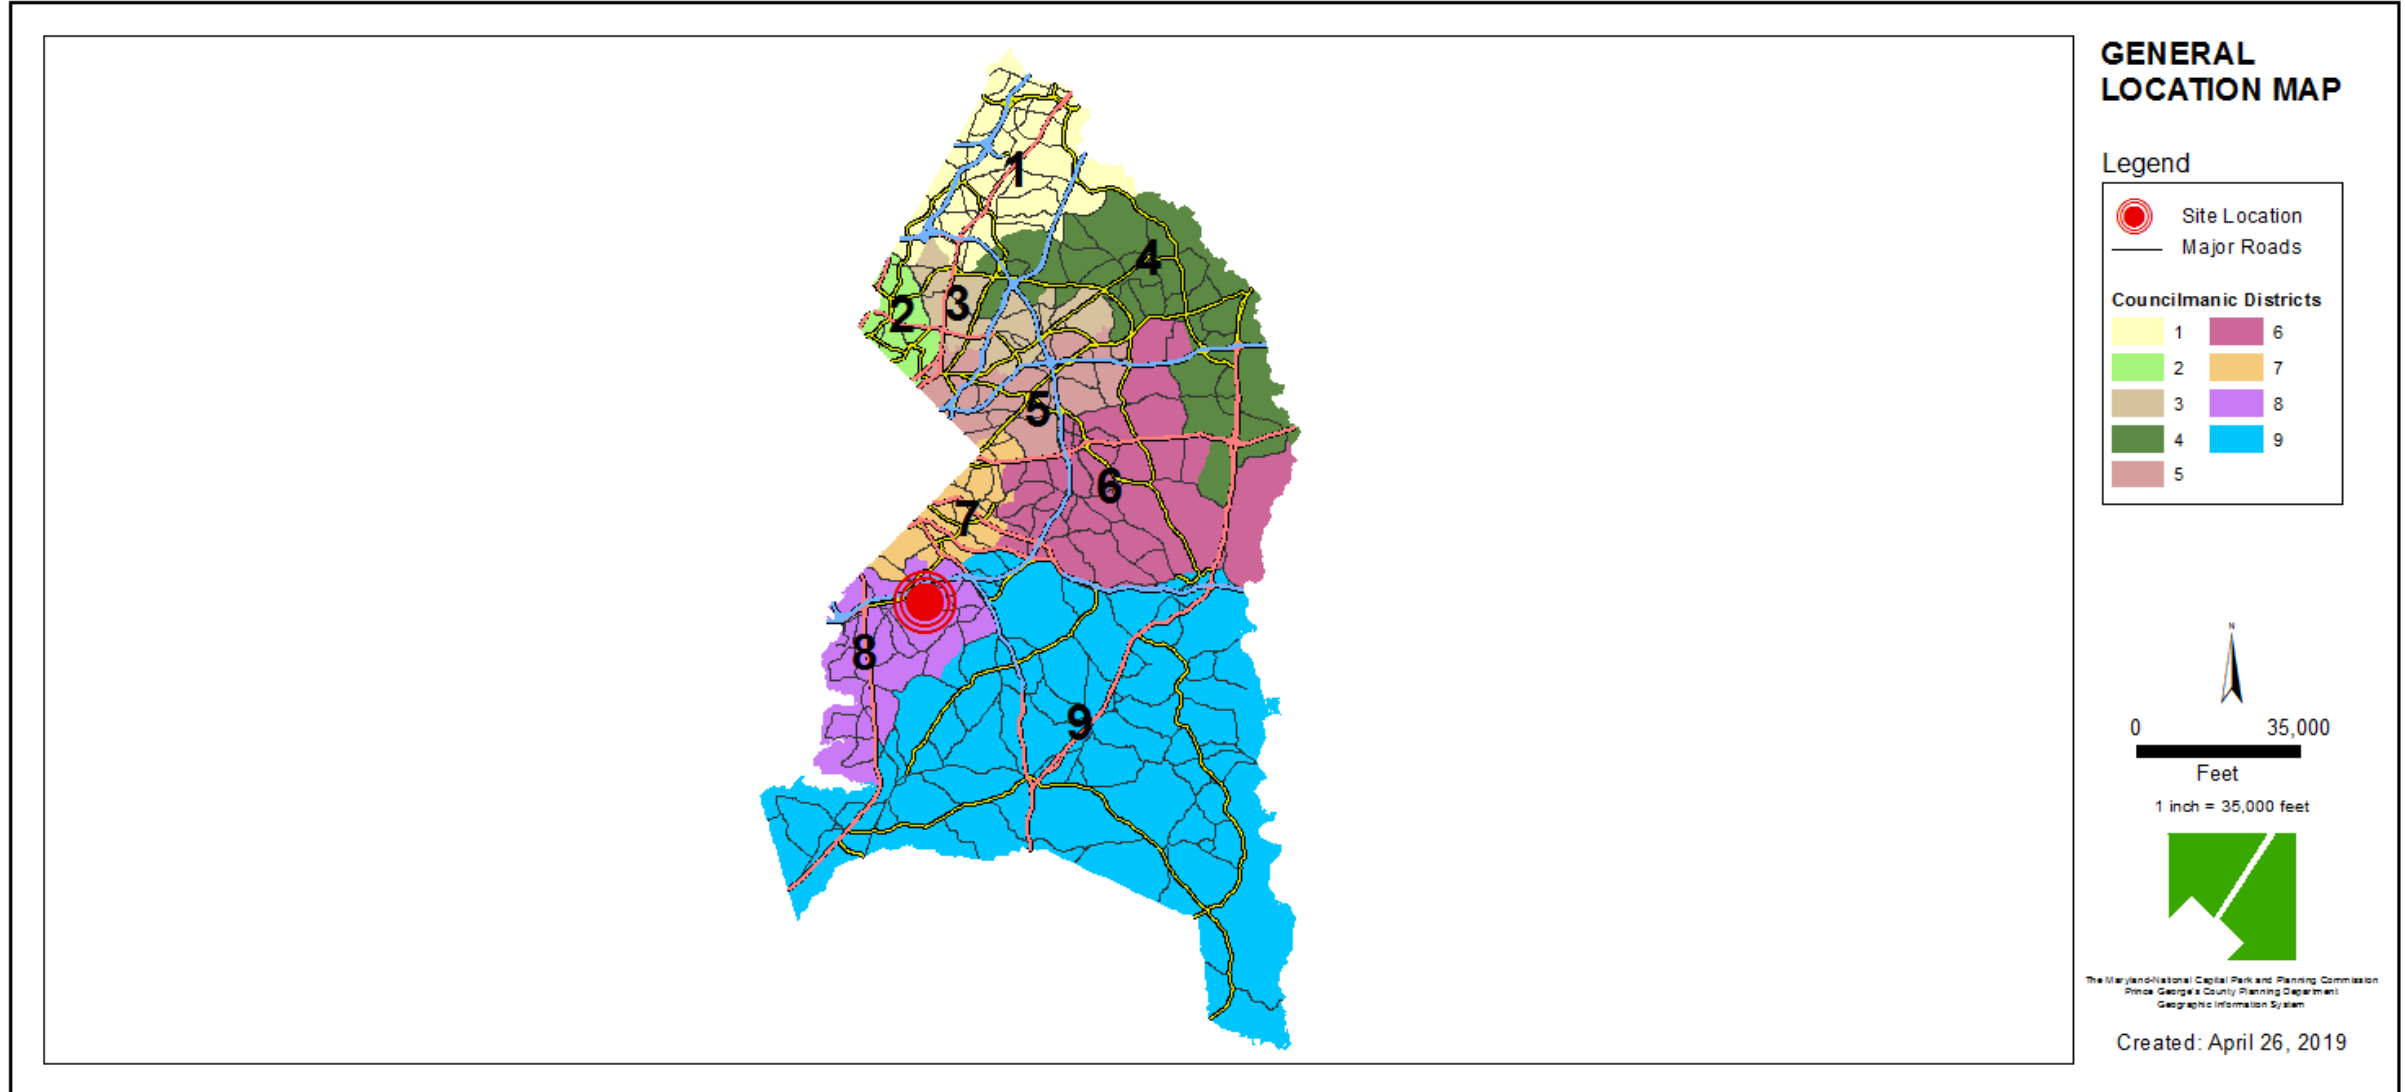 GENERAL
LOCATION MAP
Legend
Site Location
Major Roads
Councilmanic Districts
1 6
2 7
3 8
4 9
5
1
4
3
2
5
6
7
8
9
N
0 35,000
Feet
1 inch = 35,000 feet
The Maryland-National Capital Park and Planning Commission
Prince George's County Planning Department
Geographic Information System
Created: April 26, 2019